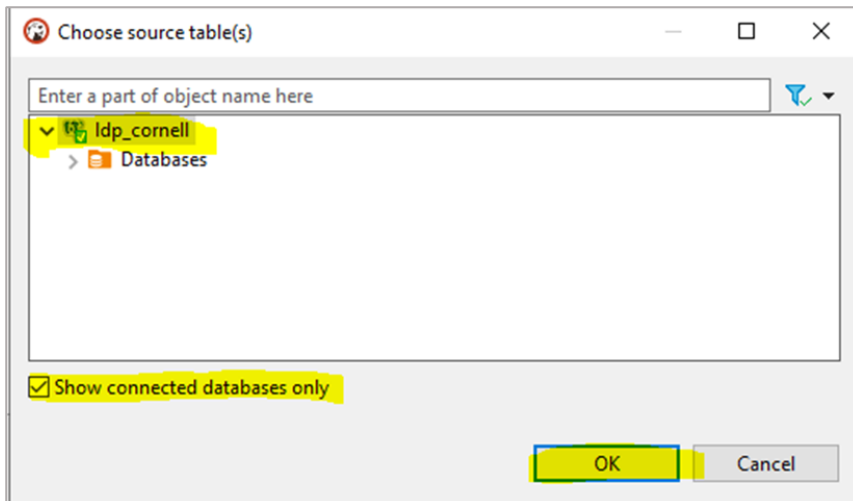 Choose source table(s)
Enter a part of object name here
ldp_cornell
Databases
Show connected databases only
OK Cancel